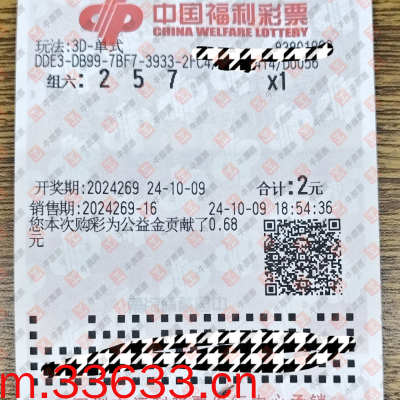 中国福利彩票
CHINA WELFARE LOTTERY
玩法:3D-单式
DDE3-DB99-7BF7-3933-2
组六: 2 5 7 x1
开奖期:2024269 24-10-09 合计:2元
销售期:2024269-16 24-10-09 18:54:36
您本次购彩为公益金贡献了0.68
元
m.33633.cn